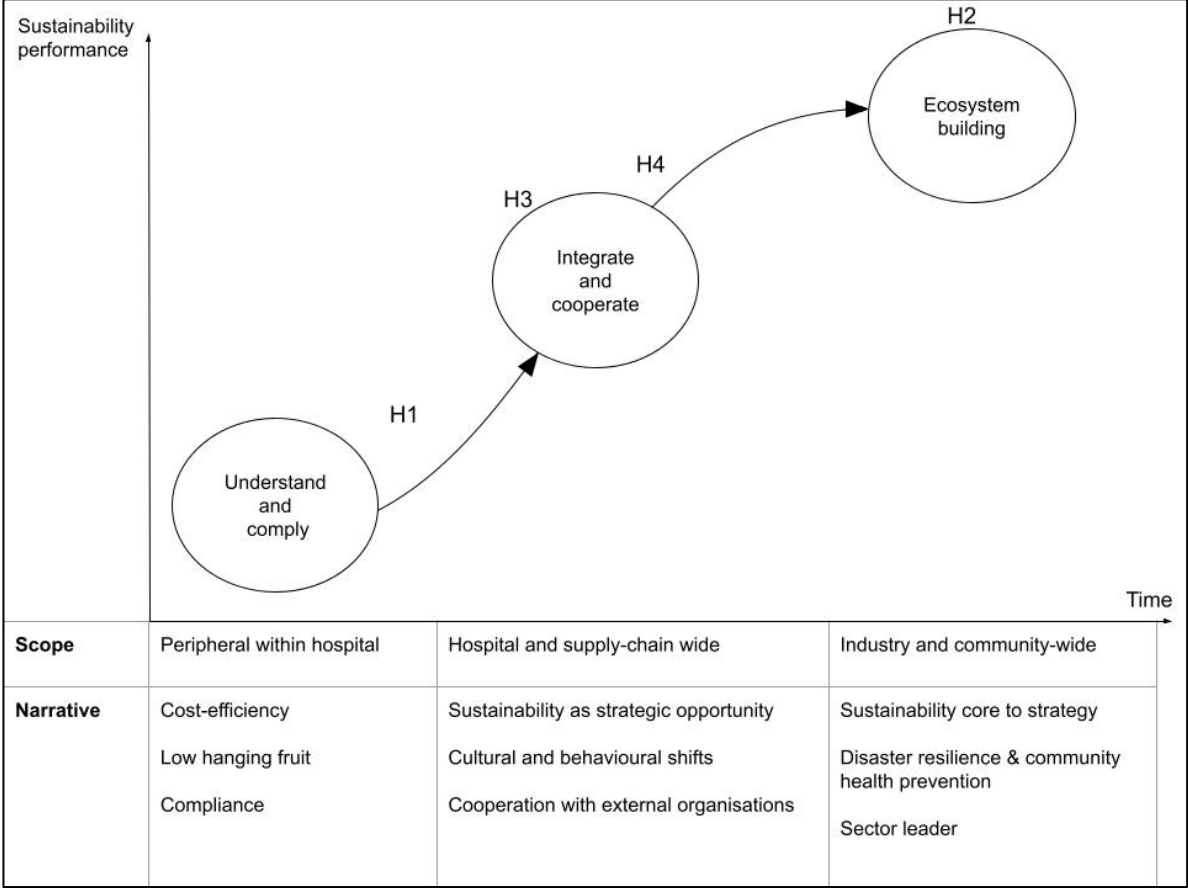 Sustainability
performance
H2
Ecosystem
building
H4
H3
Integrate
and
cooperate
H1
Understand
and
comply
Time
Scope
Peripheral within hospital
Hospital and supply-chain wide
Industry and community-wide
Narrative
Cost-efficiency
Low hanging fruit
Compliance
Sustainability as strategic opportunity
Cultural and behavioural shifts
Cooperation with external organisations
Sustainability core to strategy
Disaster resilience & community
health prevention
Sector leader